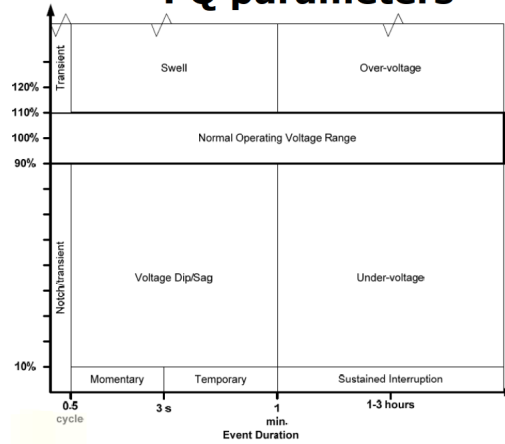 PQ parameters
Transient
Swell
Over-voltage
120%
110%
100%
Normal Operating Voltage Range
90%
Notch/transient
Voltage Dip/Sag
Under-voltage
10%
Momentary
Temporary
Sustained Interruption
0.5
cycle
3 s
1
min.
1-3 hours
Event Duration